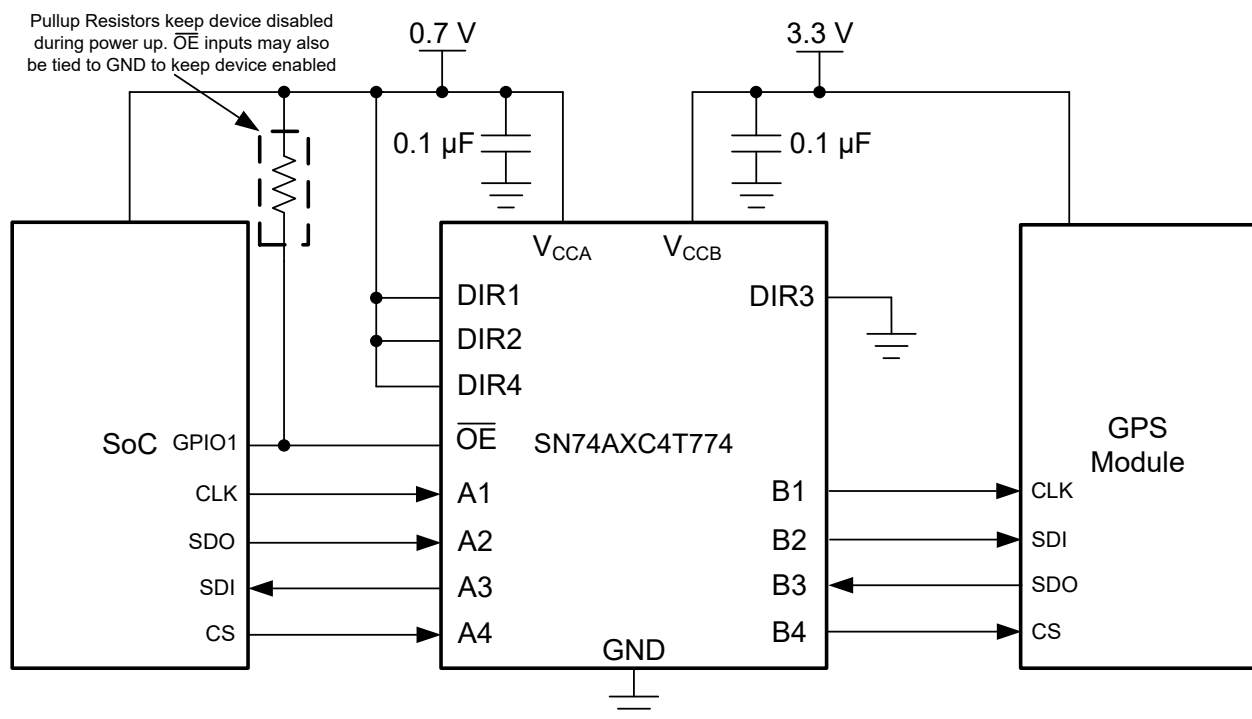 Pullup Resistors keep device disabled
during power up. OE inputs may also
be tied to GND to keep device enabled
0.7 V
3.3 V
0.1 µF
0.1 µF
VCCA
VCCB
DIR1
DIR3
DIR2
DIR4
SoC
GPIO1
OE
SN74AXC4T774
GPS
Module
CLK
A1
B1
CLK
SDO
A2
B2
SDI
SDI
A3
B3
SDO
CS
A4
B4
CS
GND